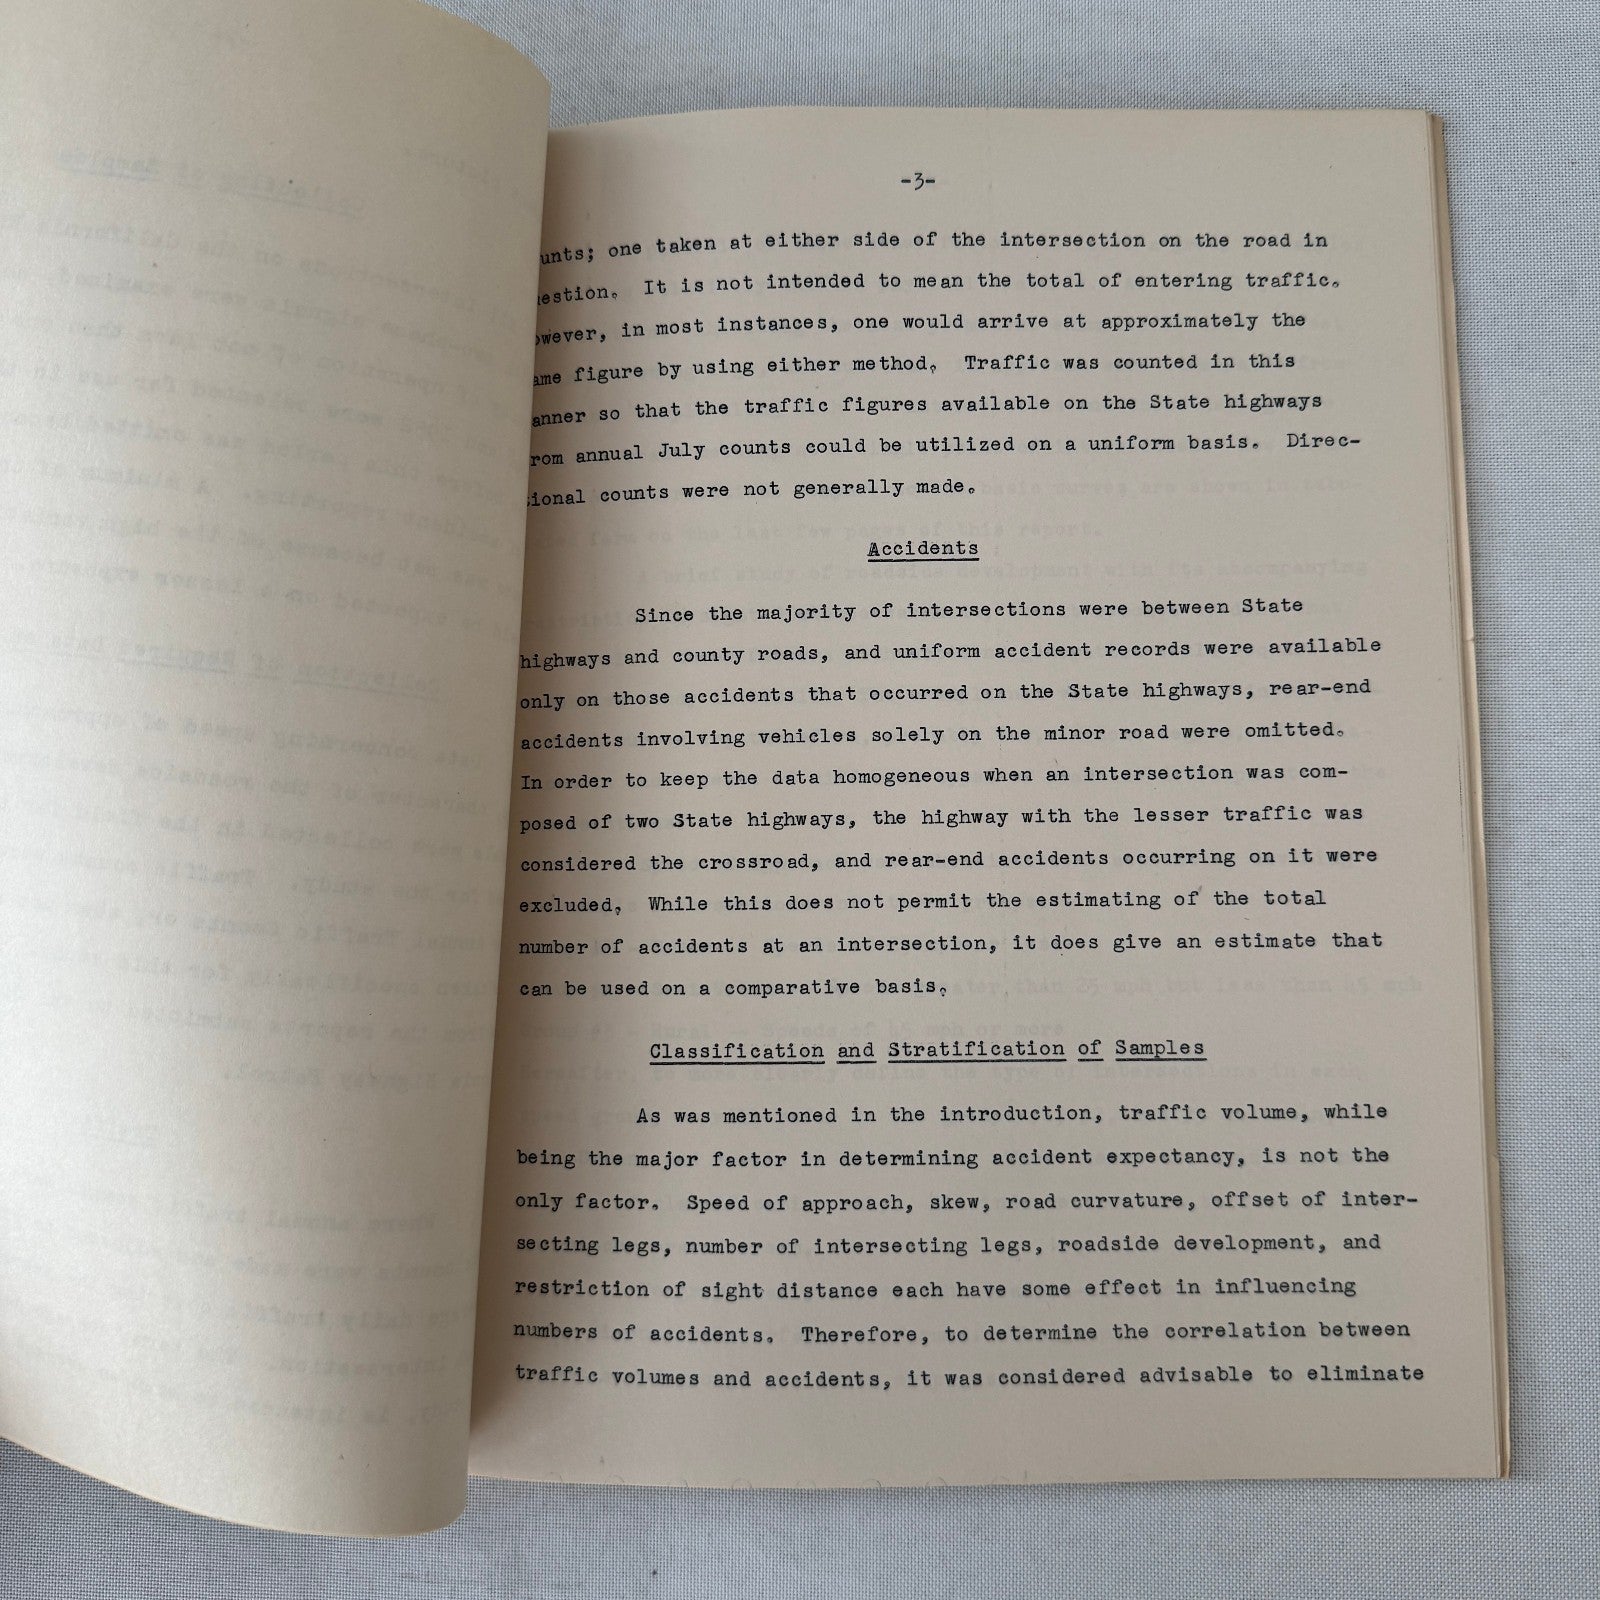 -3-
unts; one taken at either side of the intersection on the road in
estion. It is not intended to mean the total of entering traffic.
wever, in most instances, one would arrive at approximately the
ame figure by using either method. Traffic was counted in this
anner so that the traffic figures available on the State highways
rom annual July counts could be utilized on a uniform basis. Direc-
ional counts were not generally made.
Accidents
Since the majority of intersections were between State
highways and county roads, and uniform accident records were available
only on those accidents that occurred on the State highways, rear-end
accidents involving vehicles solely on the minor road were omitted.
In order to keep the data homogeneous when an intersection was com-
posed of two State highways, the highway with the lesser traffic was
considered the crossroad, and rear-end accidents occurring on it were
excluded. While this does not permit the estimating of the total
number of accidents at an intersection, it does give an estimate that
can be used on a comparative basis.
Classification and Stratification of Samples
As was mentioned in the introduction, traffic volume, while
being the major factor in determining accident expectancy, is not the
only factor. Speed of approach, skew, road curvature, offset of inter-
secting legs, number of intersecting legs, roadside development, and
restriction of sight distance each have some effect in influencing
numbers of accidents. Therefore, to determine the correlation between
traffic volumes and accidents, it was considered advisable to eliminate